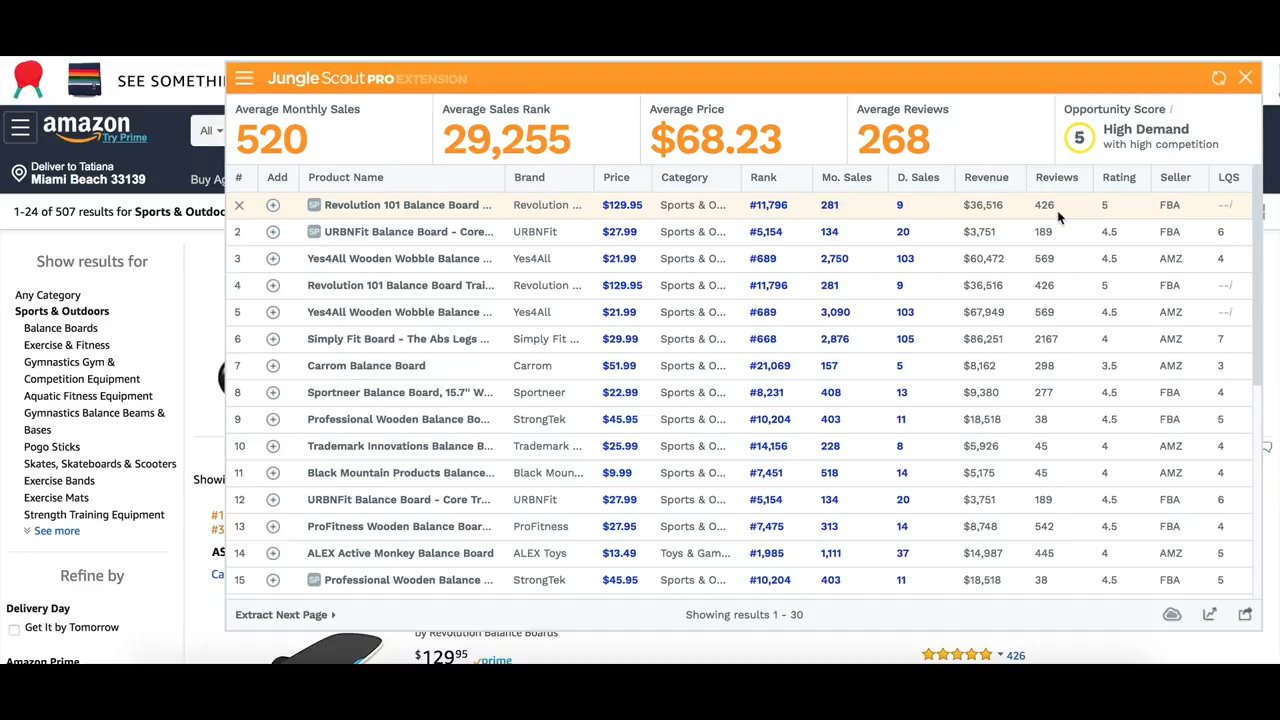 SEE SOMETHI
amazon
Try Prime
All
Deliver to Tatiana
Miami Beach 33139
Buy Ag
1-24 of 507 results for Sports & Outdoo
Show results for
Any Category
Sports & Outdoors
Balance Boards
Exercise & Fitness
Gymnastics Gym &
Competition Equipment
Aquatic Fitness Equipment
Gymnastics Balance Beams &
Bases
Pogo Sticks
Skates, Skateboards & Scooters
Exercise Bands
Exercise Mats
Strength Training Equipment
See more
Refine by
Delivery Day
Get It by Tomorrow
Amazon Prime
Showi
#1
#3
AS
Ca
Jungle Scout PRO EXTENSION
Average Monthly Sales
520
Average Sales Rank
29,255
Average Price
$68.23
Average Reviews
268
Opportunity Score /
5 High Demand
with high competition
# Add Product Name Brand Price Category Rank Mo. Sales D. Sales Revenue Reviews Rating Seller LQS
SP Revolution 101 Balance Board ... Revolution ... $129.95 Sports & O... #11,796 281 9 $36,516 426 5 FBA --/
2 SP URBNFit Balance Board - Core... URBNFit $27.99 Sports & O... #5,154 134 20 $3,751 189 4.5 FBA 6
3 Yes4All Wooden Wobble Balance ... Yes4All $21.99 Sports & O... #689 2,750 103 $60,472 569 4.5 AMZ 4
4 Revolution 101 Balance Board Trai... Revolution ... $129.95 Sports & O... #11,796 281 9 $36,516 426 5 FBA --/
5 Yes4All Wooden Wobble Balance ... Yes4All $21.99 Sports & O... #689 3,090 103 $67,949 569 4.5 AMZ --/
6 Simply Fit Board - The Abs Legs ... Simply Fit ... $29.99 Sports & O... #668 2,876 105 $86,251 2167 4 AMZ 7
7 Carrom Balance Board Carrom $51.99 Sports & O... #21,069 157 5 $8,162 298 3.5 AMZ 3
8 Sportneer Balance Board, 15.7" W... Sportneer $22.99 Sports & O... #8,231 408 13 $9,380 277 4.5 FBA 4
9 Professional Wooden Balance Bo... StrongTek $45.95 Sports & O... #10,204 403 11 $18,518 38 4.5 FBA 5
10 Trademark Innovations Balance B... Trademark ... $25.99 Sports & O... #14,156 228 8 $5,926 45 4 AMZ 4
11 Black Mountain Products Balance... Black Moun... $9.99 Sports & O... #7,451 518 14 $5,175 45 4 AMZ 4
12 URBNFit Balance Board - Core Tr... URBNFit $27.99 Sports & O... #5,154 134 20 $3,751 189 4.5 FBA 6
13 ProFitness Wooden Balance Boar... ProFitness $27.95 Sports & O... #7,475 313 14 $8,748 542 4.5 FBA 4
14 ALEX Active Monkey Balance Board ALEX Toys $13.49 Toys & Gam... #1,985 1,111 37 $14,987 445 4 AMZ 5
15 SP Professional Wooden Balance ... StrongTek $45.95 Sports & O... #10,204 403 11 $18,518 38 4.5 FBA 5
Extract Next Page
Showing results 1 - 30
by Revolution Balance Boards
$129⁹⁵ prime
426